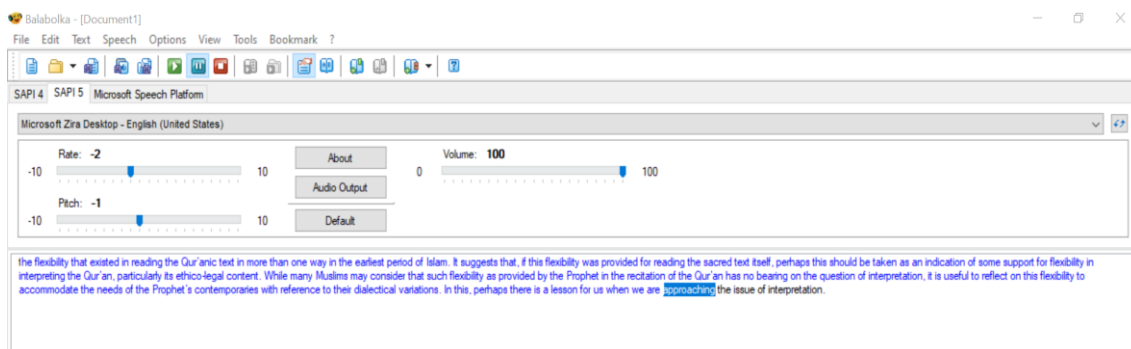 Balabolka - [Document1]
File Edit Text Speech Options View Tools Bookmark ?
SAPI 4 SAPI 5 Microsoft Speech Platform
Microsoft Zira Desktop - English (United States)
Rate: -2 About Volume: 100
-10 10 0 100
Audio Output
Pitch: -1
-10 10 Default
the flexibility that existed in reading the Qur'anic text in more than one way in the earliest period of Islam. It suggests that, if this flexibility was provided for reading the sacred text itself, perhaps this should be taken as an indication of some support for flexibility in
interpreting the Qur'an, particularly its ethico-legal content. While many Muslims may consider that such flexibility as provided by the Prophet in the recitation of the Qur'an has no bearing on the question of interpretation, it is useful to reflect on this flexibility to
accommodate the needs of the Prophet's contemporaries with reference to their dialectical variations. In this, perhaps there is a lesson for us when we are approaching the issue of interpretation.